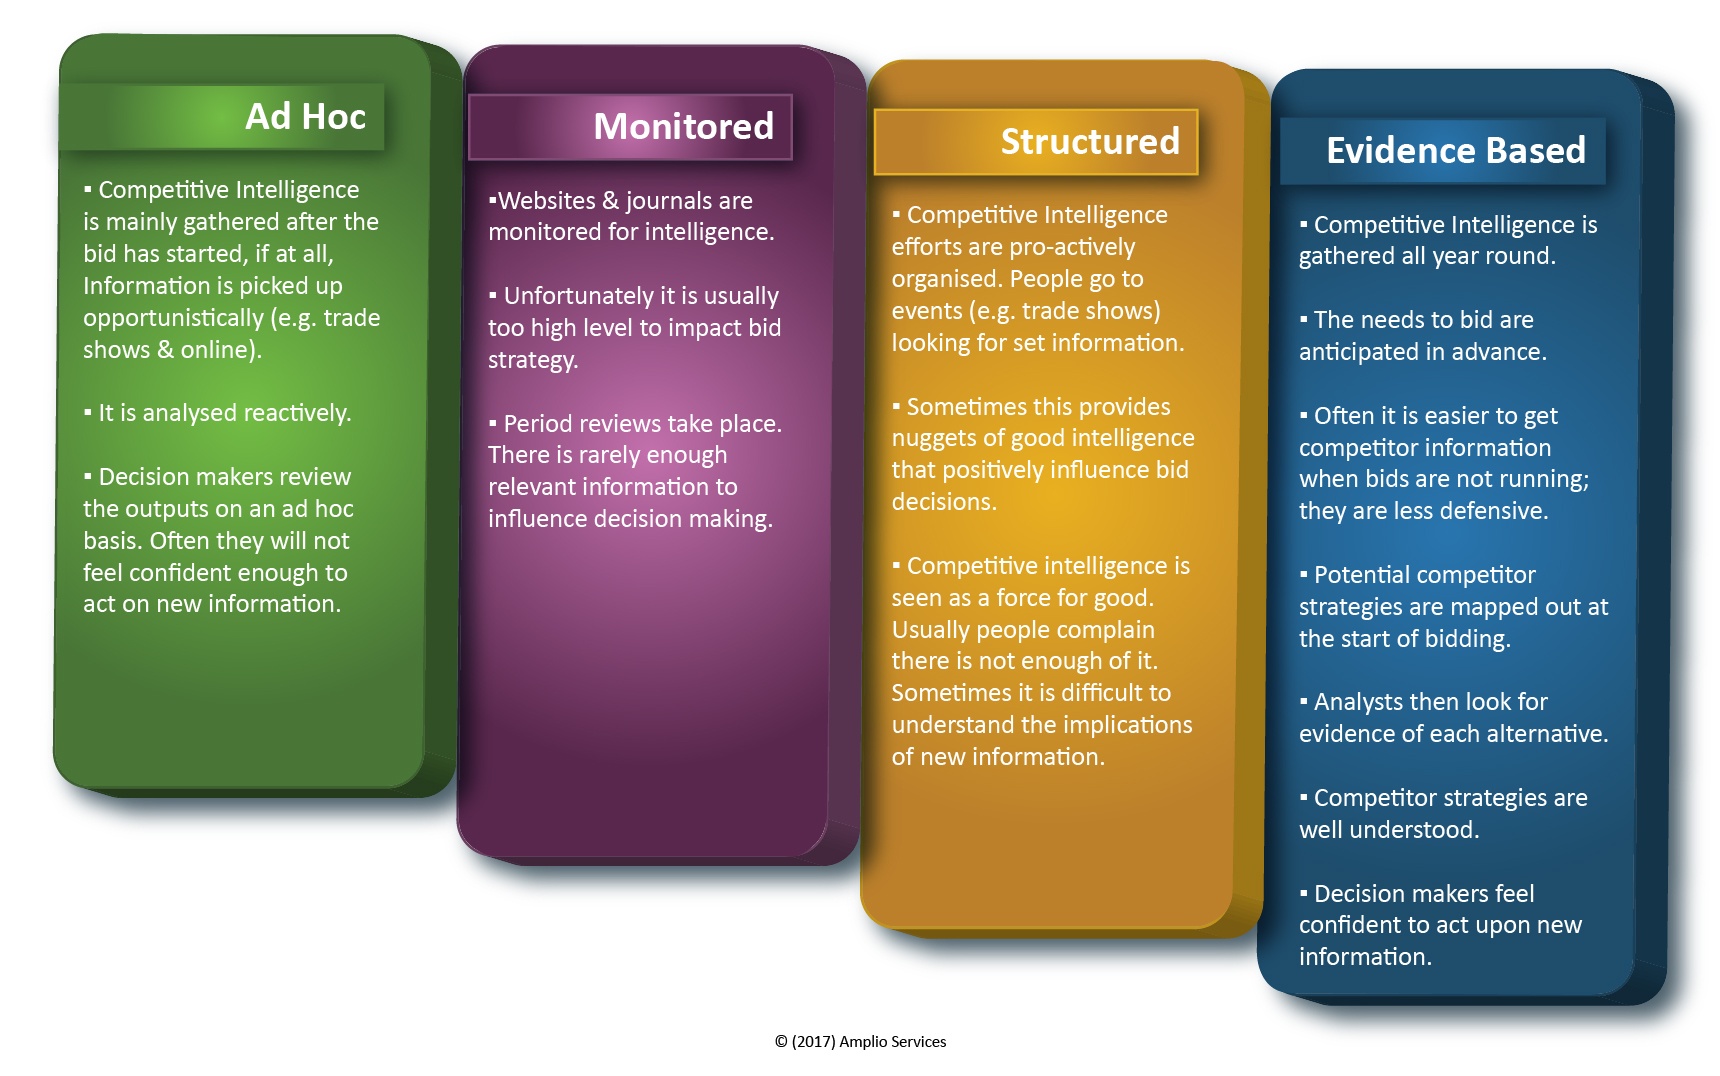 Ad Hoc
▪ Competitive Intelligence
is mainly gathered after the
bid has started, if at all,
Information is picked up
opportunistically (e.g. trade
shows & online).
▪ It is analysed reactively.
▪ Decision makers review
the outputs on an ad hoc
basis. Often they will not
feel confident enough to
act on new information.
Monitored
▪Websites & journals are
monitored for intelligence.
▪ Unfortunately it is usually
too high level to impact bid
strategy.
▪ Period reviews take place.
There is rarely enough
relevant information to
influence decision making.
Structured
▪ Competitive Intelligence
efforts are pro-actively
organised. People go to
events (e.g. trade shows)
looking for set information.
▪ Sometimes this provides
nuggets of good intelligence
that positively influence bid
decisions.
▪ Competitive intelligence is
seen as a force for good.
Usually people complain
there is not enough of it.
Sometimes it is difficult to
understand the implications
of new information.
Evidence Based
▪ Competitive Intelligence is
gathered all year round.
▪ The needs to bid are
anticipated in advance.
▪ Often it is easier to get
competitor information
when bids are not running;
they are less defensive.
▪ Potential competitor
strategies are mapped out at
the start of bidding.
▪ Analysts then look for
evidence of each alternative.
▪ Competitor strategies are
well understood.
▪ Decision makers feel
confident to act upon new
information.
© (2017) Amplio Services